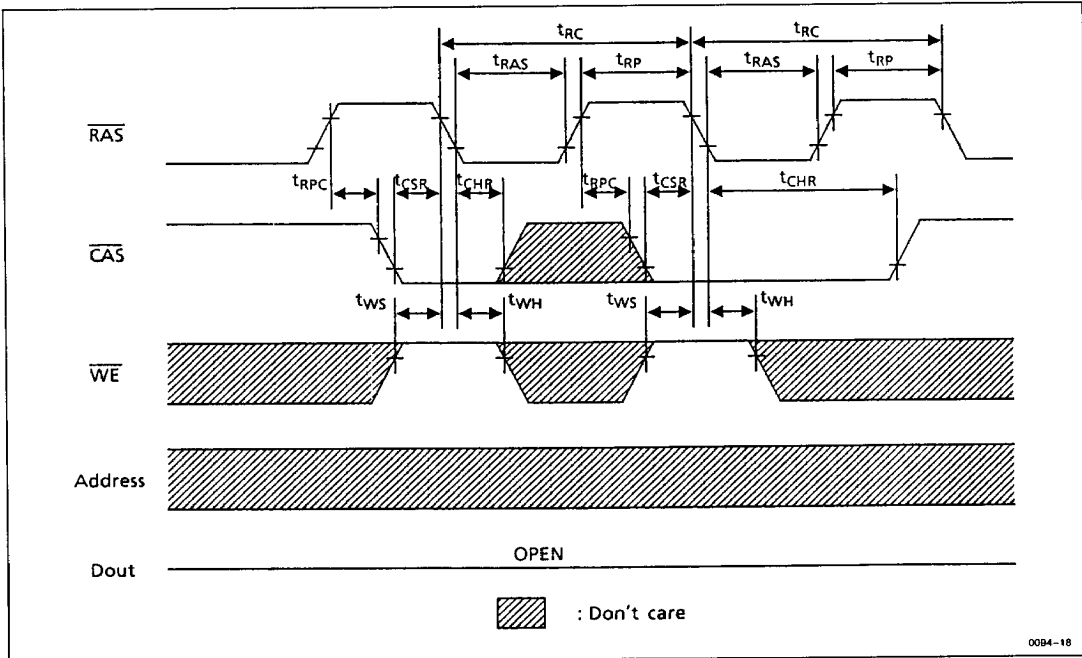 tRC tRC
tRAS tRP tRAS tRP
RAS
tRPC tCSR tCHR tRPC tCSR tCHR
CAS
tWS tWH tWS tWH
WE
Address
OPEN
Dout
: Don't care
0094-18